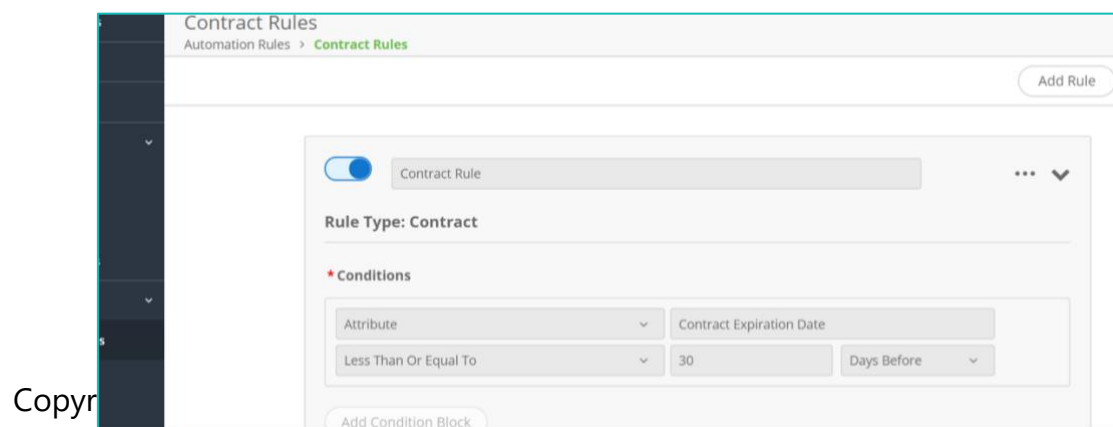 Contract Rules
Automation Rules > Contract Rules
Add Rule
Contract Rule
Rule Type: Contract
* Conditions
Attribute Contract Expiration Date
Less Than Or Equal To 30 Days Before
Add Condition Block
Copyr